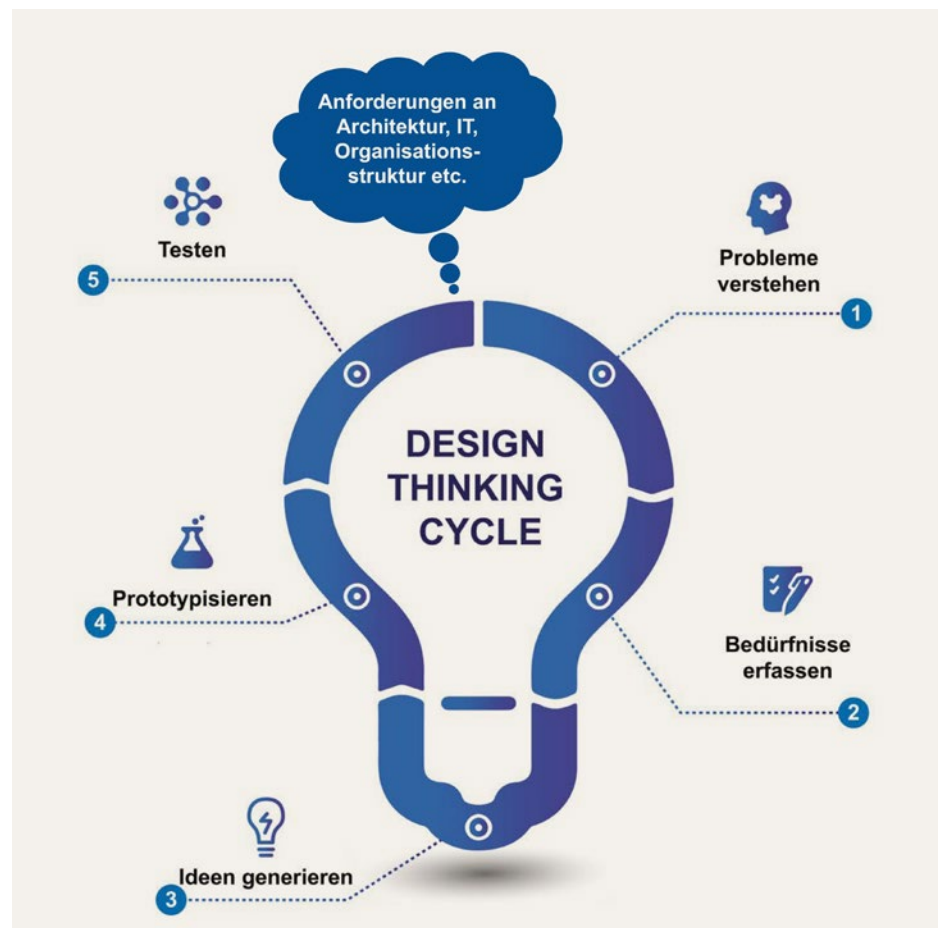 Anforderungen an
Architektur, IT,
Organisations-
struktur etc.
Testen
5
Probleme
verstehen
1
DESIGN
THINKING
CYCLE
Prototypisieren
4
Bedürfnisse
erfassen
2
Ideen generieren
3